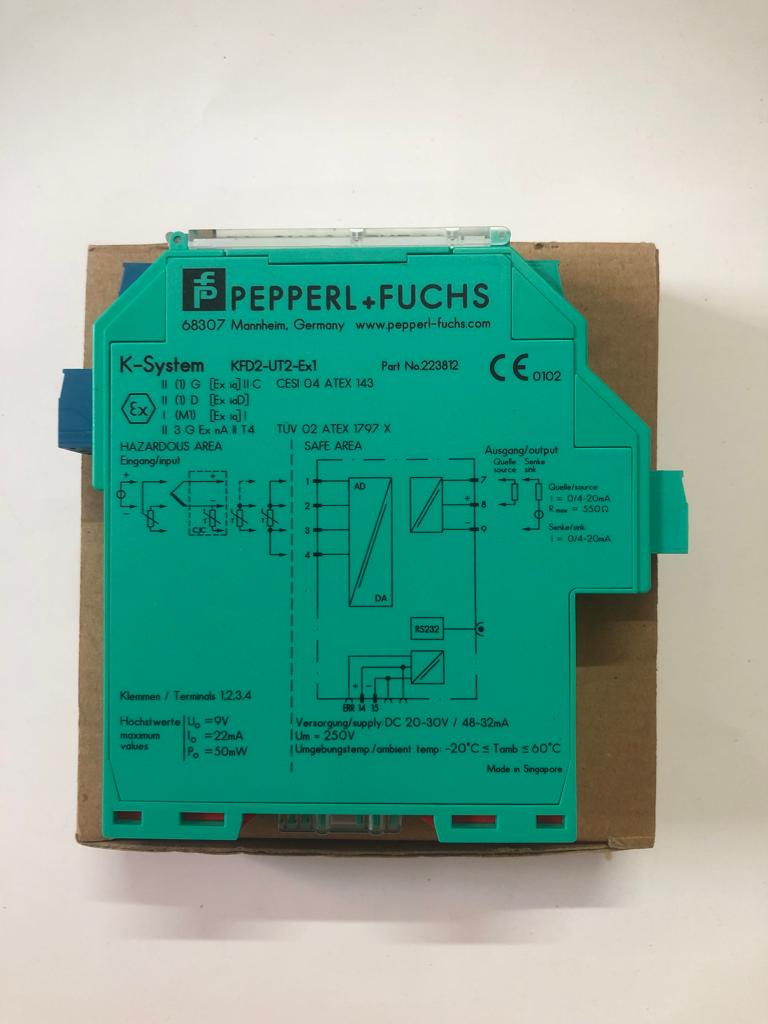 PEPPERL+FUCHS
68307 Mannheim, Germany www.pepperl-fuchs.com
K-System KFD2-UT2-Ex1 Part No.223812 CE 0102
II (1) G [Ex ia] II C CESI 04 ATEX 143
Ex II (1) D [Ex iaD]
I (M1) [Ex ia] I
II 3 G Ex nA II T4 TÜV 02 ATEX 1797 X
HAZARDOUS AREA SAFE AREA
Eingang/input
Ausgang/output
Quelle Senke
source sink
+
-
+
-
CJC
T
T
T
1
2
3
4
AD
DA
7
+ 8
- 9
Quelle/source:
I = 0/4-20mA
R max = 550Ω
Senke/sink:
I = 0/4-20mA
RS232
+ -
ERR 14 15
Klemmen / Terminals 1,2,3,4
Höchstwerte
maximum
values
Uo =9V
Io =22mA
Po =50mW
Versorgung/supply DC 20-30V / 48-32mA
Um = 250V
Umgebungstemp./ambient temp: -20°C ≤ Tamb ≤ 60°C
Made in Singapore